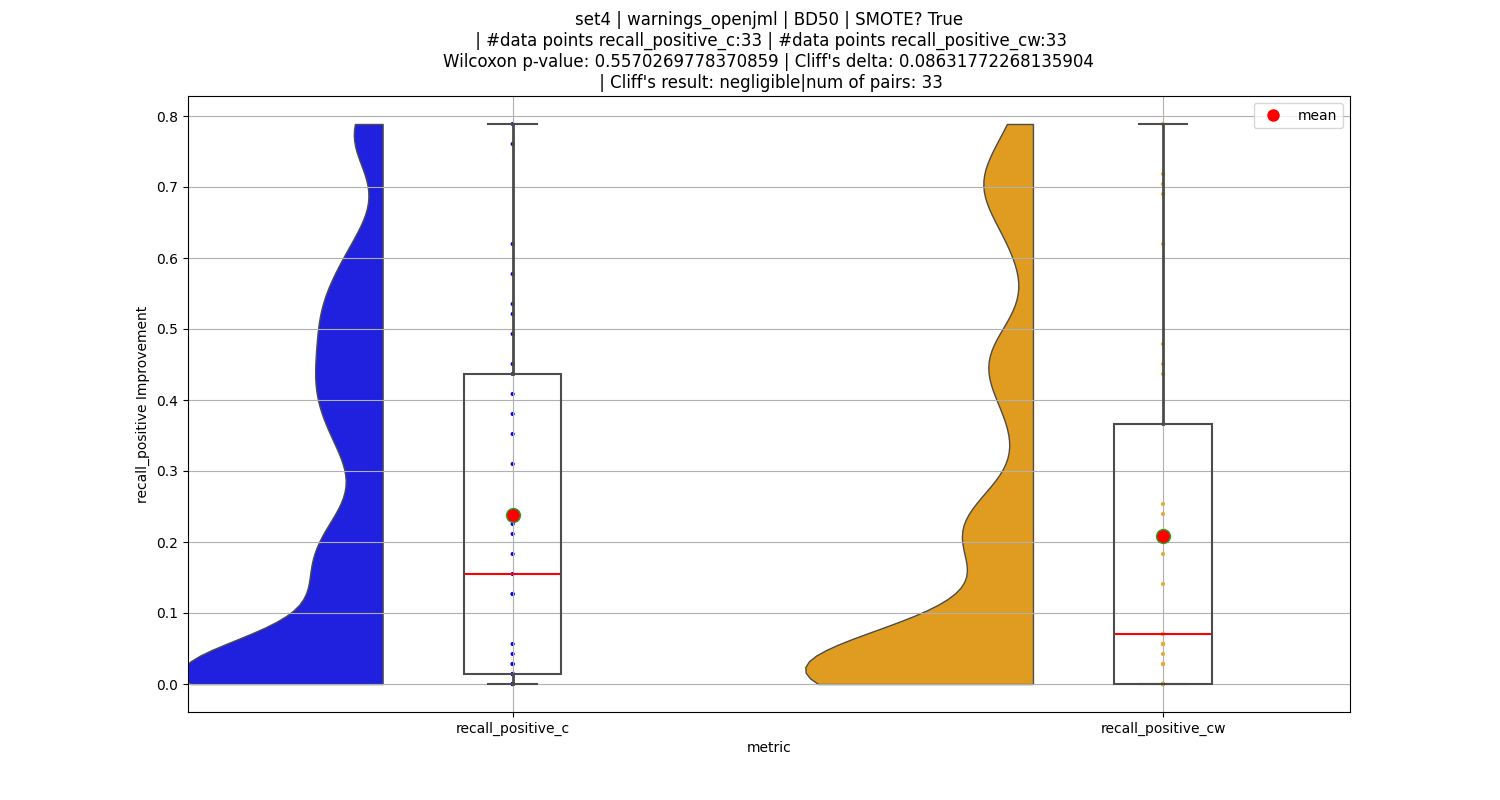 set4 | warnings_openjml | BD50 | SMOTE? True
| #data points recall_positive_c:33 | #data points recall_positive_cw:33
Wilcoxon p-value: 0.5570269778370859 | Cliff's delta: 0.08631772268135904
| Cliff's result: negligible|num of pairs: 33
mean
0.8
0.7
0.6
0.5
0.4
0.3
0.2
0.1
0.0
recall_positive Improvement
recall_positive_c
recall_positive_cw
metric